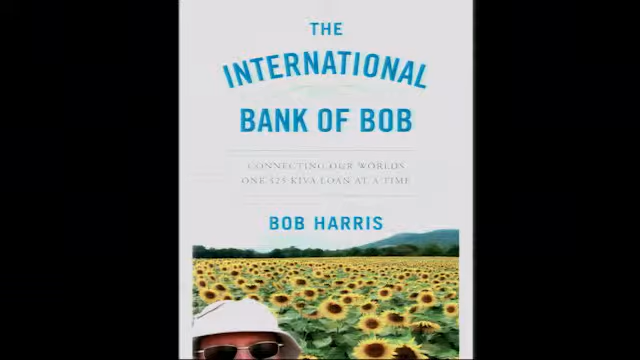 THE
INTERNATIONAL
BANK OF BOB
CONNECTING OUR WORLDS
ONE $25 KIVA LOAN AT A TIME
BOB HARRIS